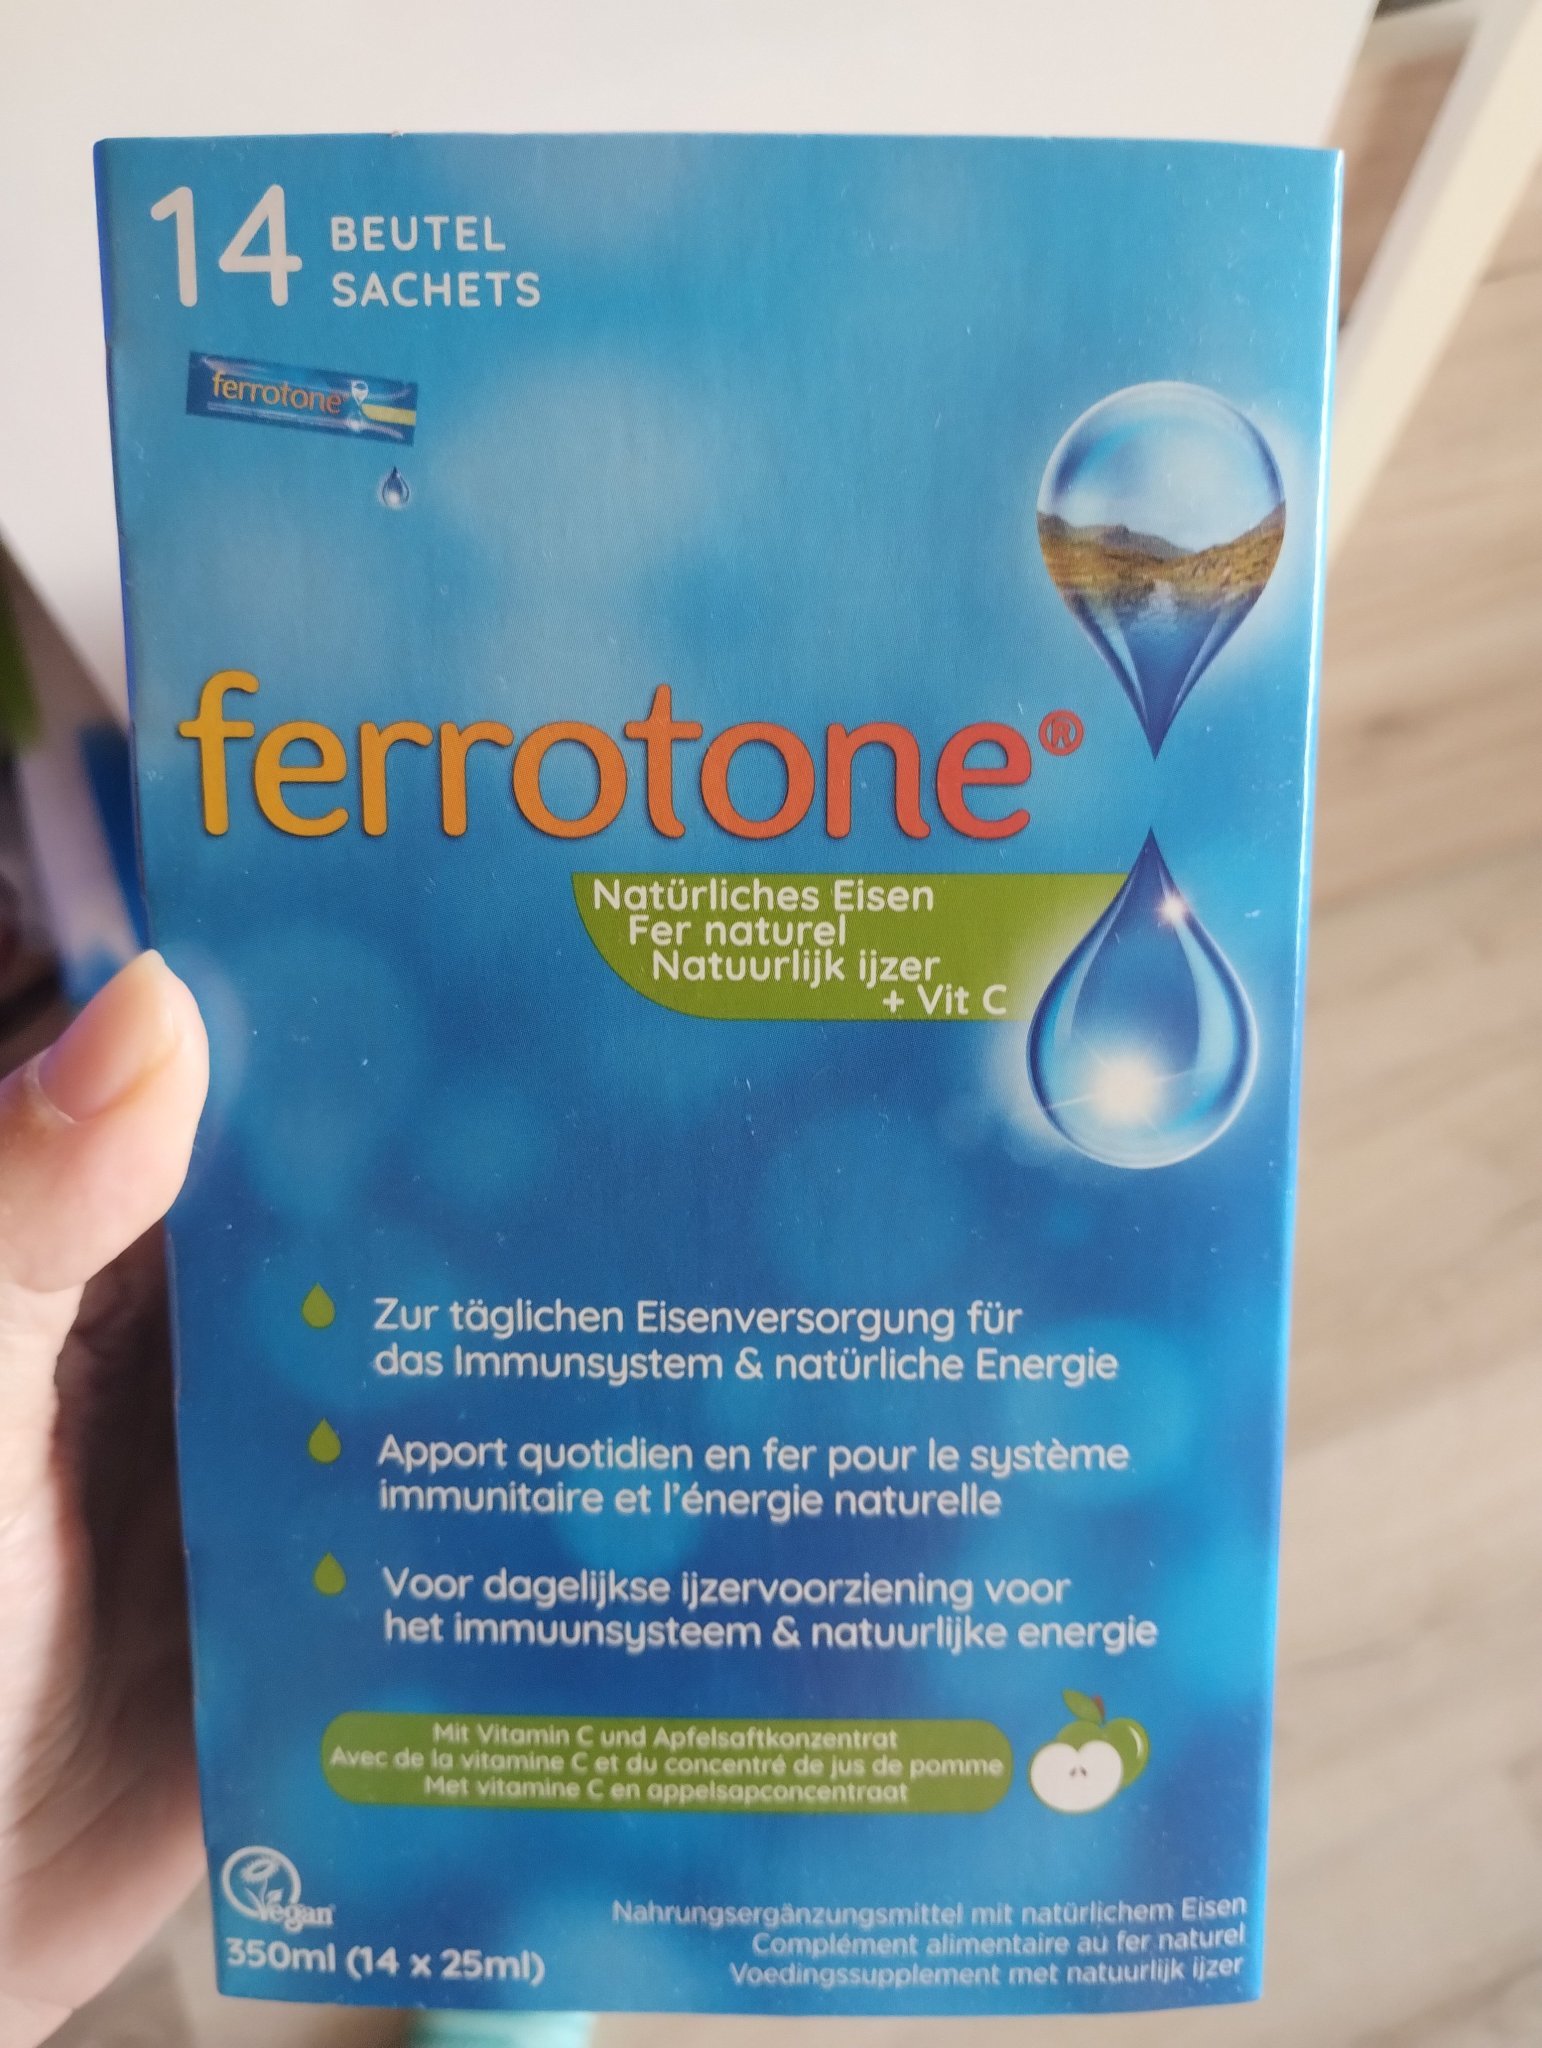 14 BEUTEL
SACHETS
ferrotone
ferrotone®
Natürliches Eisen
Fer naturel
Natuurlijk ijzer
+ Vit C
Zur täglichen Eisenversorgung für
das Immunsystem & natürliche Energie
Apport quotidien en fer pour le système
immunitaire et l'énergie naturelle
Voor dagelijkse ijzervoorziening voor
het immuunsysteem & natuurlijke energie
Mit Vitamin C und Apfelsaftkonzentrat
Avec de la vitamine C et du concentré de jus de pomme
Met vitamine C en appelsapconcentraat
Vegan
350ml (14 x 25ml)
Nahrungsergänzungsmittel mit natürlichem Eisen
Complément alimentaire au fer naturel
Voedingssupplement met natuurlijk ijzer